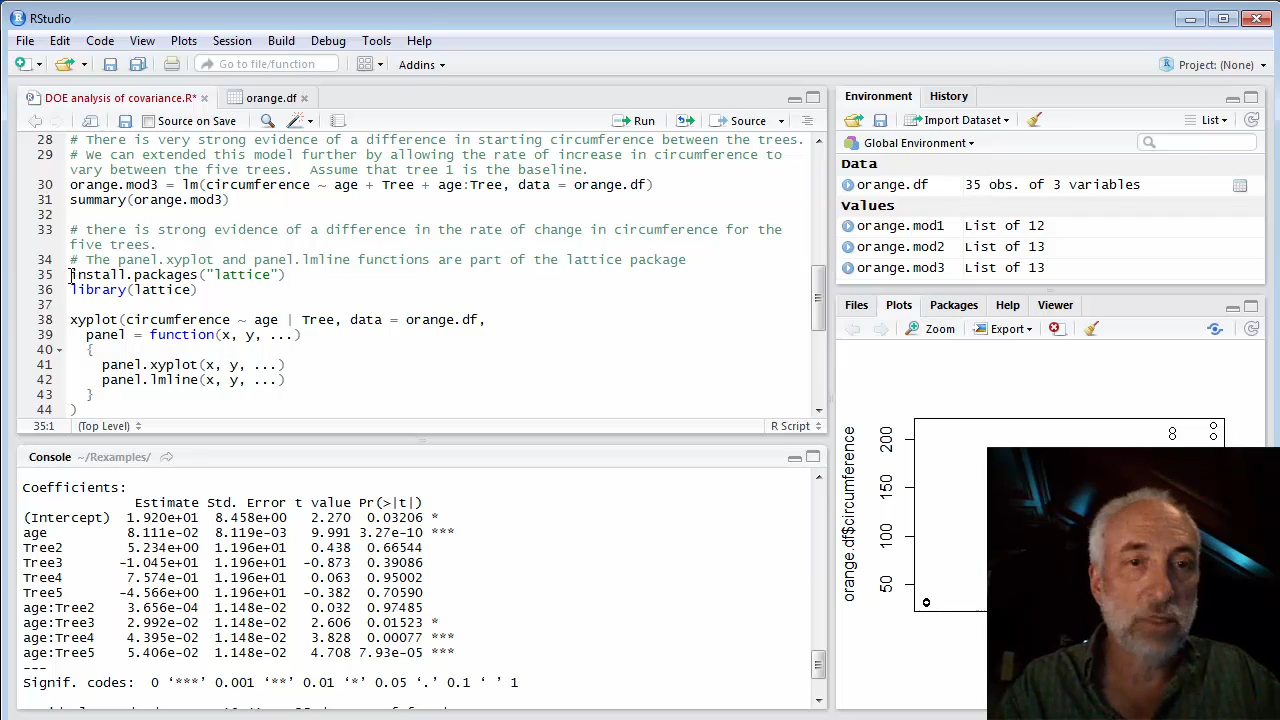 RStudio
File Edit Code View Plots Session Build Debug Tools Help
Go to file/function Addins Project: (None)
DOE analysis of covariance.R* orange.df
Source on Save Run Source
28 # There is very strong evidence of a difference in starting circumference between the trees.
29 # We can extended this model further by allowing the rate of increase in circumference to
vary between the five trees.  Assume that tree 1 is the baseline.
30 orange.mod3 = lm(circumference ~ age + Tree + age:Tree, data = orange.df)
31 summary(orange.mod3)
32
33 # there is strong evidence of a difference in the rate of change in circumference for the
five trees.
34 # The panel.xyplot and panel.lmline functions are part of the lattice package
35 install.packages("lattice")
36 library(lattice)
37
38 xyplot(circumference ~ age | Tree, data = orange.df,
39 panel = function(x, y, ...)
40 {
41 panel.xyplot(x, y, ...)
42 panel.lmline(x, y, ...)
43 }
44 )
35:1 (Top Level) R Script
Console ~/Rexamples/
Coefficients:
Estimate Std. Error t value Pr(>|t|)
(Intercept) 1.920e+01 8.458e+00 2.270 0.03206 *
age 8.111e-02 8.119e-03 9.991 3.27e-10 ***
Tree2 5.234e+00 1.196e+01 0.438 0.66544
Tree3 -1.045e+01 1.196e+01 -0.873 0.39086
Tree4 7.574e-01 1.196e+01 0.063 0.95002
Tree5 -4.566e+00 1.196e+01 -0.382 0.70590
age:Tree2 3.656e-04 1.148e-02 0.032 0.97485
age:Tree3 2.992e-02 1.148e-02 2.606 0.01523 *
age:Tree4 4.395e-02 1.148e-02 3.828 0.00077 ***
age:Tree5 5.406e-02 1.148e-02 4.708 7.93e-05 ***
---
Signif. codes:  0 ‘***’ 0.001 ‘**’ 0.01 ‘*’ 0.05 ‘.’ 0.1 ‘ ’ 1
Environment History
Import Dataset List
Global Environment
Data
orange.df 35 obs. of 3 variables
Values
orange.mod1 List of 12
orange.mod2 List of 13
orange.mod3 List of 13
Files Plots Packages Help Viewer
Zoom Export
orange.df$circumference
200
150
100
50